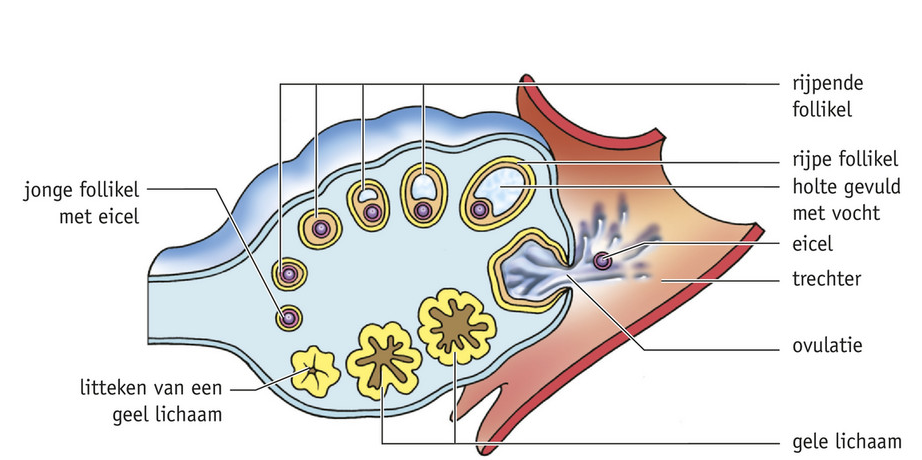 rijpende
follikel
rijpe follikel
holte gevuld
met vocht
jonge follikel
met eicel
eicel
trechter
ovulatie
litteken van een
geel lichaam
gele lichaam